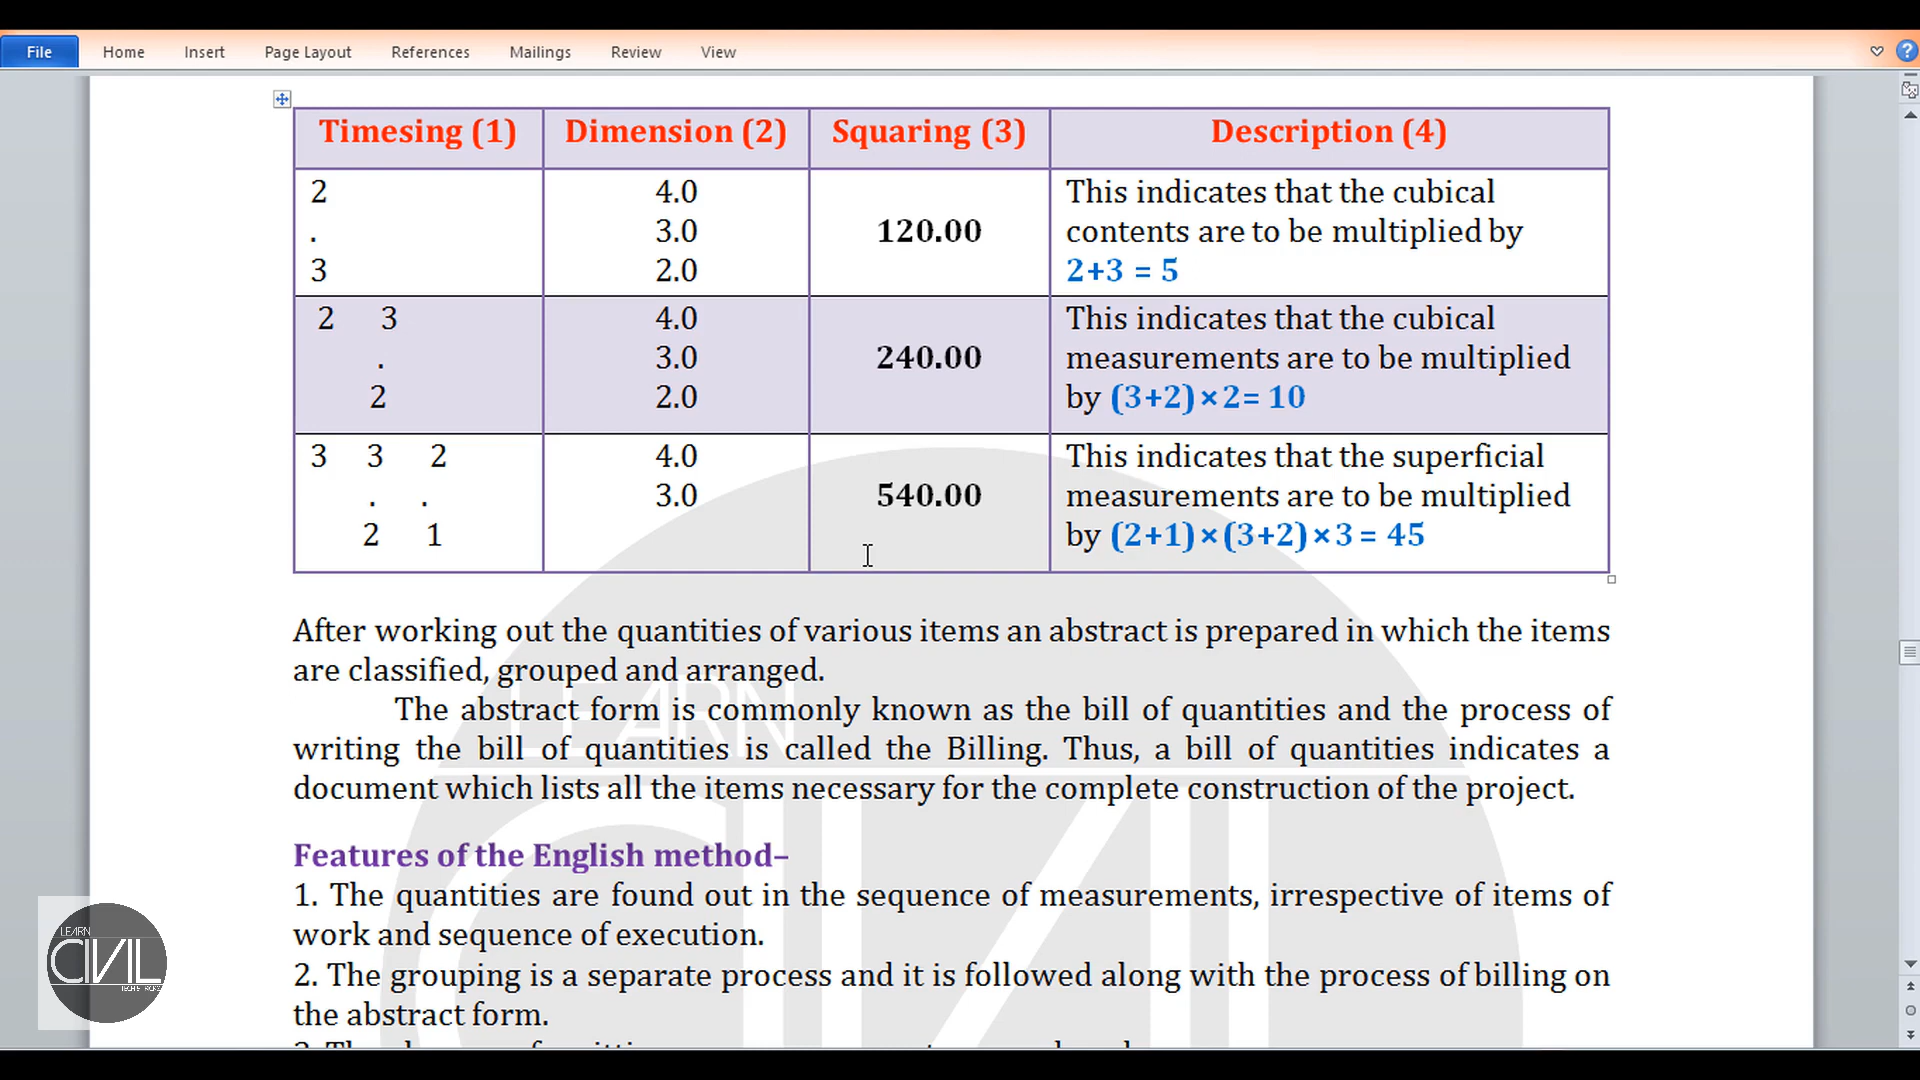 File Home Insert Page Layout References Mailings Review View
Timesing (1) Dimension (2) Squaring (3) Description (4)
2 4.0 This indicates that the cubical
. 3.0 120.00 contents are to be multiplied by
3 2.0 2+3 = 5
2 3 4.0 This indicates that the cubical
. 3.0 240.00 measurements are to be multiplied
2 2.0 by (3+2)×2= 10
3 3 2 4.0 This indicates that the superficial
. . 3.0 540.00 measurements are to be multiplied
2 1 by (2+1)×(3+2)×3 = 45
After working out the quantities of various items an abstract is prepared in which the items
are classified, grouped and arranged.
The abstract form is commonly known as the bill of quantities and the process of
writing the bill of quantities is called the Billing. Thus, a bill of quantities indicates a
document which lists all the items necessary for the complete construction of the project.
Features of the English method–
1. The quantities are found out in the sequence of measurements, irrespective of items of
work and sequence of execution.
2. The grouping is a separate process and it is followed along with the process of billing on
the abstract form.
LEARN
CIVIL